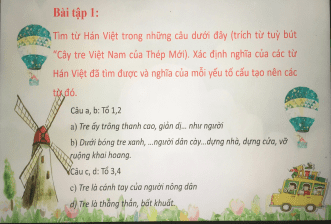 Bài tập 1:
Tìm từ Hán Việt trong những câu dưới đây (trích từ tuỳ bút
"Cây tre Việt Nam của Thép Mới). Xác định nghĩa của các từ
Hán Việt đã tìm được và nghĩa của mỗi yếu tố cấu tạo nên các
từ đó.
Câu a, b: Tổ 1,2
a) Tre ấy trông thanh cao, giản dị... như người
b) Dưới bóng tre xanh, ...người dân cày...dựng nhà, dựng cửa, vỡ
ruộng khai hoang.
Câu c, d: Tổ 3,4
c) Tre là cánh tay của người nông dân
d) Tre là thẳng thắn, bất khuất.